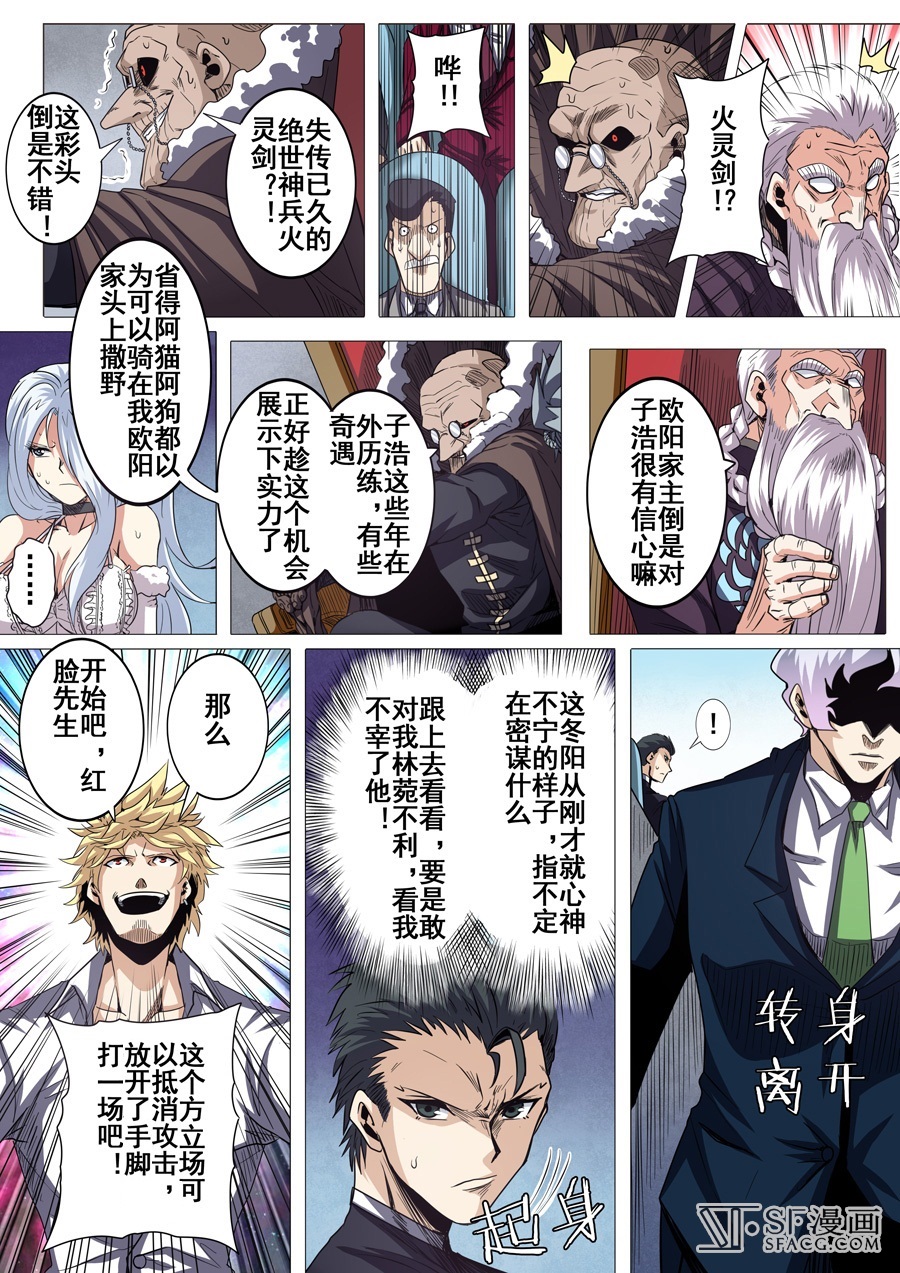 火灵剑!?
哗!!
失传已久的
绝世神兵火
灵剑?!
这彩头
倒是不错!
欧阳家主倒是对
子浩很有信心嘛
子浩这些年在
外历练,有些
奇遇
正好趁这个机会
展示下实力了
省得阿猫阿狗都以
为可以骑在我欧阳
家头上撒野
……
!
转身
离开
这冬阳从刚才就心神
不宁的样子,指不定
在密谋什么
跟上去看看,要是敢
对我林菀不利,看我
不宰了他!
起身
那么
开始吧,红
脸先生
这个方立场可
以抵消攻击,
放开了手脚
打一场吧!
SF漫画
SFACG.COM